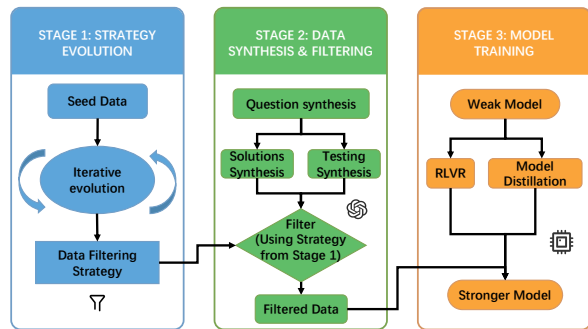 STAGE 1: STRATEGY
EVOLUTION
Seed Data
Iterative
evolution
Data Filtering
Strategy
STAGE 2: DATA
SYNTHESIS & FILTERING
Question synthesis
Solutions
Synthesis
Testing
Synthesis
Filter
(Using Strategy
from Stage 1)
Filtered Data
STAGE 3: MODEL
TRAINING
Weak Model
RLVR
Model
Distillation
Stronger Model